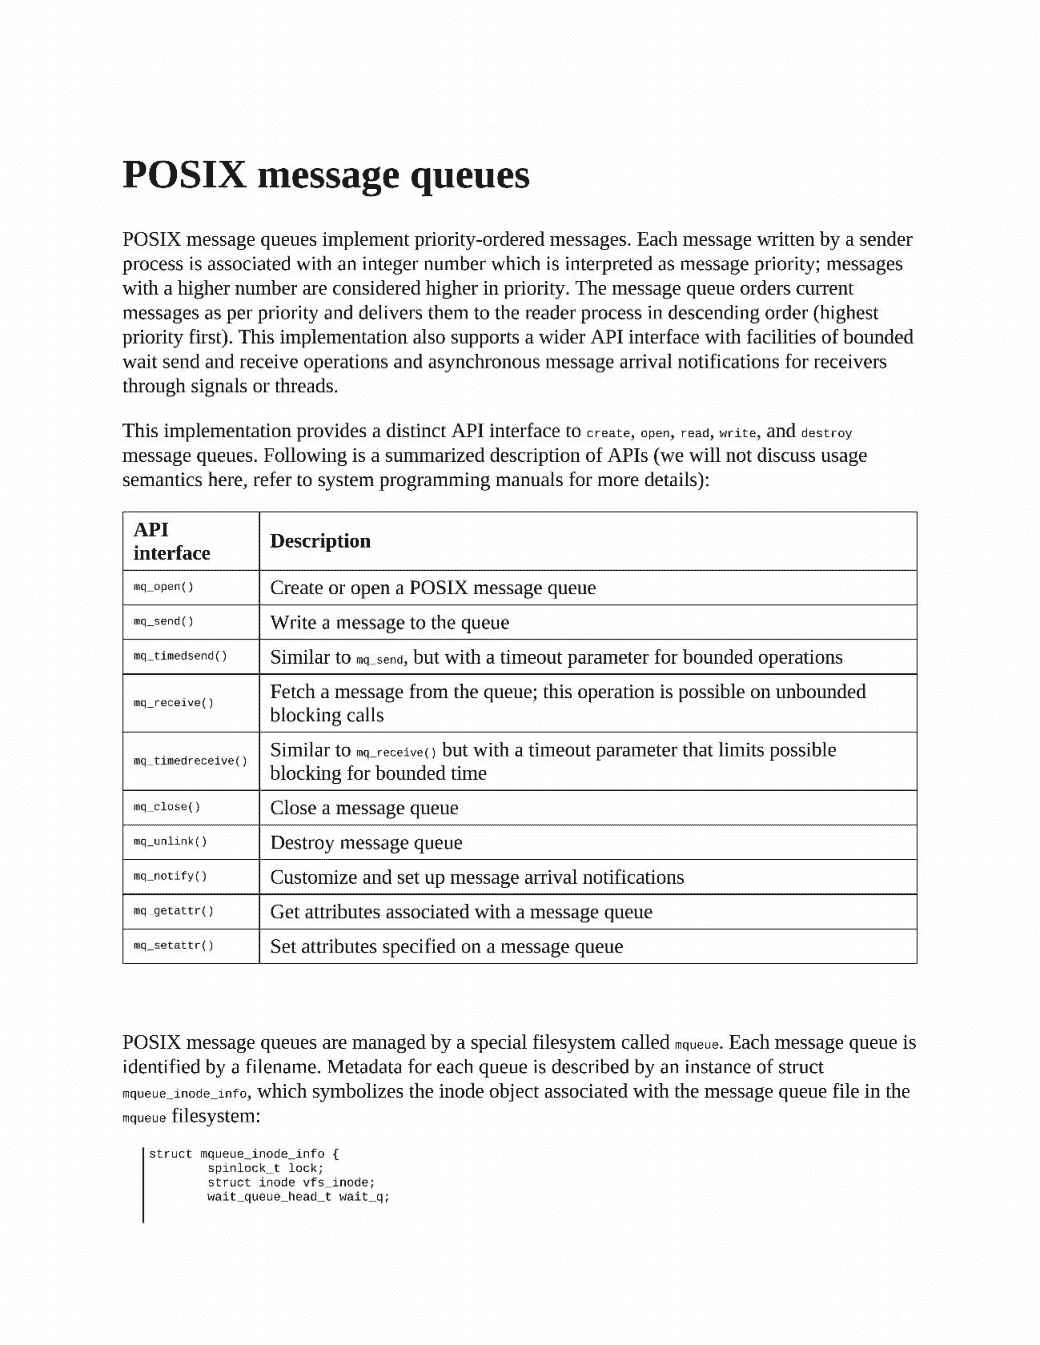 POSIX message queues
POSIX message queues implement priority-ordered messages. Each message written by a sender
process is associated with an integer number which is interpreted as message priority; messages
with a higher number are considered higher in priority. The message queue orders current
messages as per priority and delivers them to the reader process in descending order (highest
priority first). This implementation also supports a wider API interface with facilities of bounded
wait send and receive operations and asynchronous message arrival notifications for receivers
through signals or threads.
This implementation provides a distinct API interface to create, open, read, write, and destroy
message queues. Following is a summarized description of APIs (we will not discuss usage
semantics here, refer to system programming manuals for more details):
API
interface
Description
mq_open()
Create or open a POSIX message queue
mq_send()
Write a message to the queue
mq_timedsend()
Similar to mq_send, but with a timeout parameter for bounded operations
mq_receive()
Fetch a message from the queue; this operation is possible on unbounded
blocking calls
mq_timedreceive()
Similar to mq_receive() but with a timeout parameter that limits possible
blocking for bounded time
mq_close()
Close a message queue
mq_unlink()
Destroy message queue
mq_notify()
Customize and set up message arrival notifications
mq_getattr()
Get attributes associated with a message queue
mq_setattr()
Set attributes specified on a message queue
POSIX message queues are managed by a special filesystem called mqueue. Each message queue is
identified by a filename. Metadata for each queue is described by an instance of struct
mqueue_inode_info, which symbolizes the inode object associated with the message queue file in the
mqueue filesystem:
struct mqueue_inode_info {
spinlock_t lock;
struct inode vfs_inode;
wait_queue_head_t wait_q;